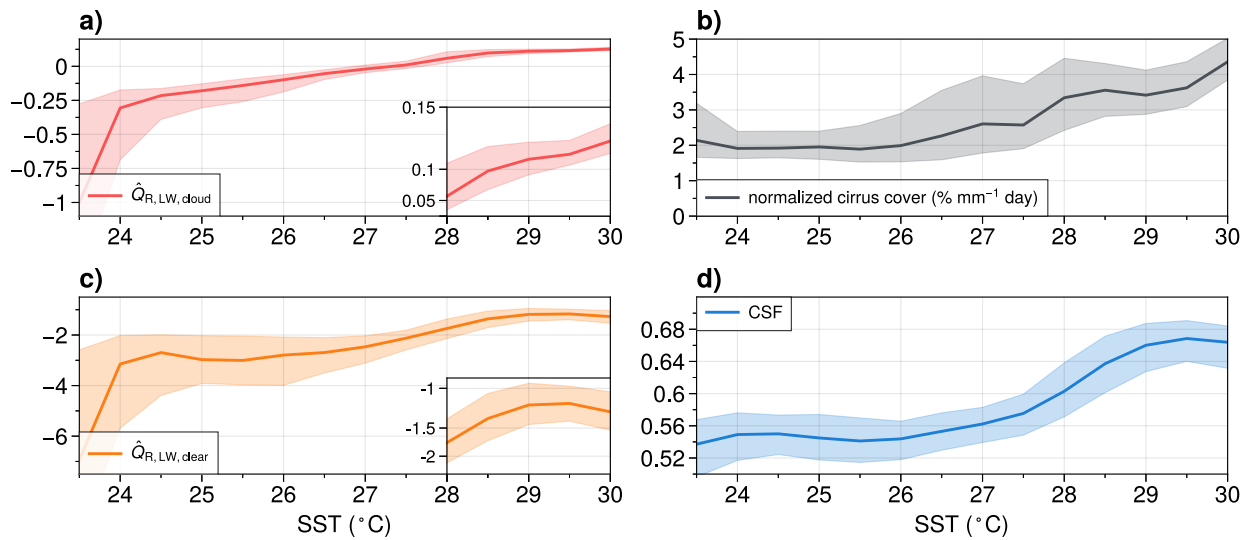 a)
0
−0.25
−0.5
−0.75
−1
Q̂R, LW, cloud
0.15
0.1
0.05
24 25 26 27 28 29 30
b)
5
4
3
2
1
0
normalized cirrus cover (% mm⁻¹ day)
24 25 26 27 28 29 30
c)
−2
−4
−6
Q̂R, LW, clear
-1
-1.5
-2
24 25 26 27 28 29 30
SST (°C)
d)
CSF
0.68
0.64
0.6
0.56
0.52
24 25 26 27 28 29 30
SST (°C)